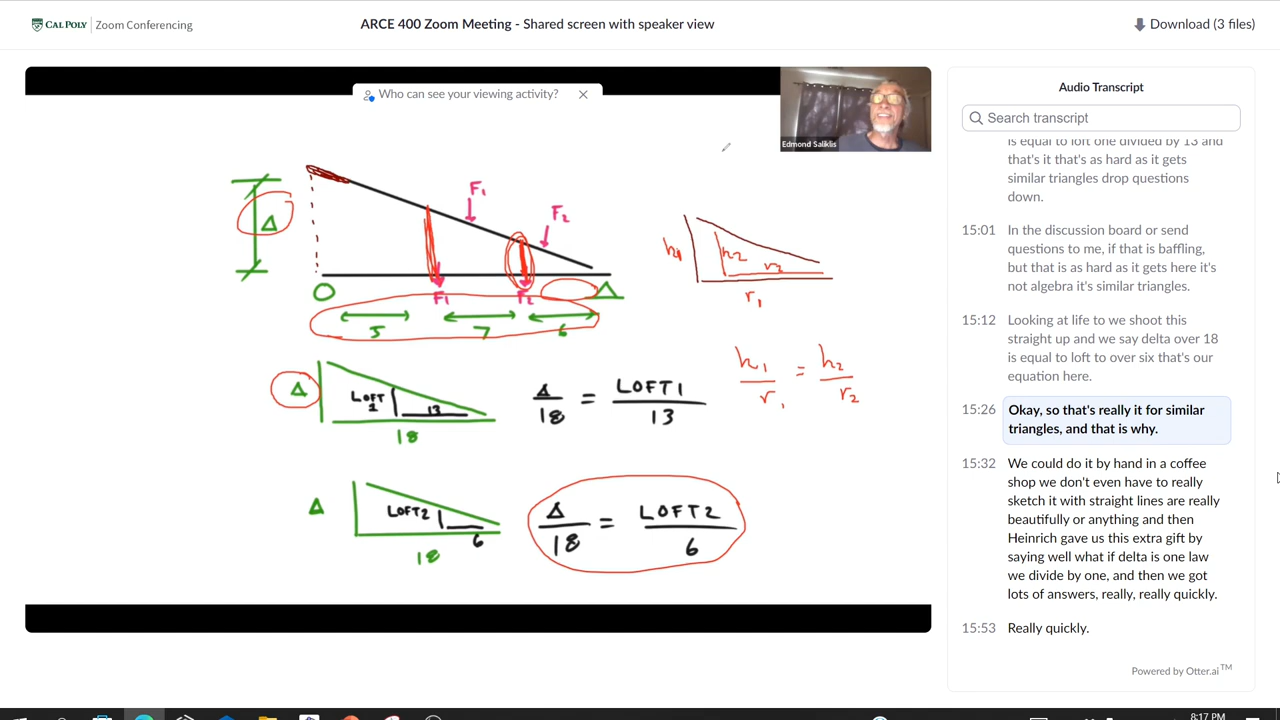 CAL POLY Zoom Conferencing
ARCE 400 Zoom Meeting - Shared screen with speaker view
Download (3 files)
Who can see your viewing activity?
Edmond Saliklis
F1
F2
Δ
O
F1
F2
Δ
5
7
6
h1
h2
r2
r1
Δ
LOFT
1
13
18
Δ
18
=
LOFT1
13
h1
r1
=
h2
r2
Δ
LOFT2
6
18
Δ
18
=
LOFT2
6
Audio Transcript
Search transcript
is equal to loft one divided by 13 and
that's it that's as hard as it gets
similar triangles drop questions
down.
15:01
In the discussion board or send
questions to me, if that is baffling,
but that is as hard as it gets here it's
not algebra it's similar triangles.
15:12
Looking at life to we shoot this
straight up and we say delta over 18
is equal to loft to over six that's our
equation here.
15:26
Okay, so that's really it for similar
triangles, and that is why.
15:32
We could do it by hand in a coffee
shop we don't even have to really
sketch it with straight lines are really
beautifully or anything and then
Heinrich gave us this extra gift by
saying well what if delta is one law
we divide by one, and then we got
lots of answers, really, really quickly.
15:53
Really quickly.
Powered by Otter.ai™
8:17 PM